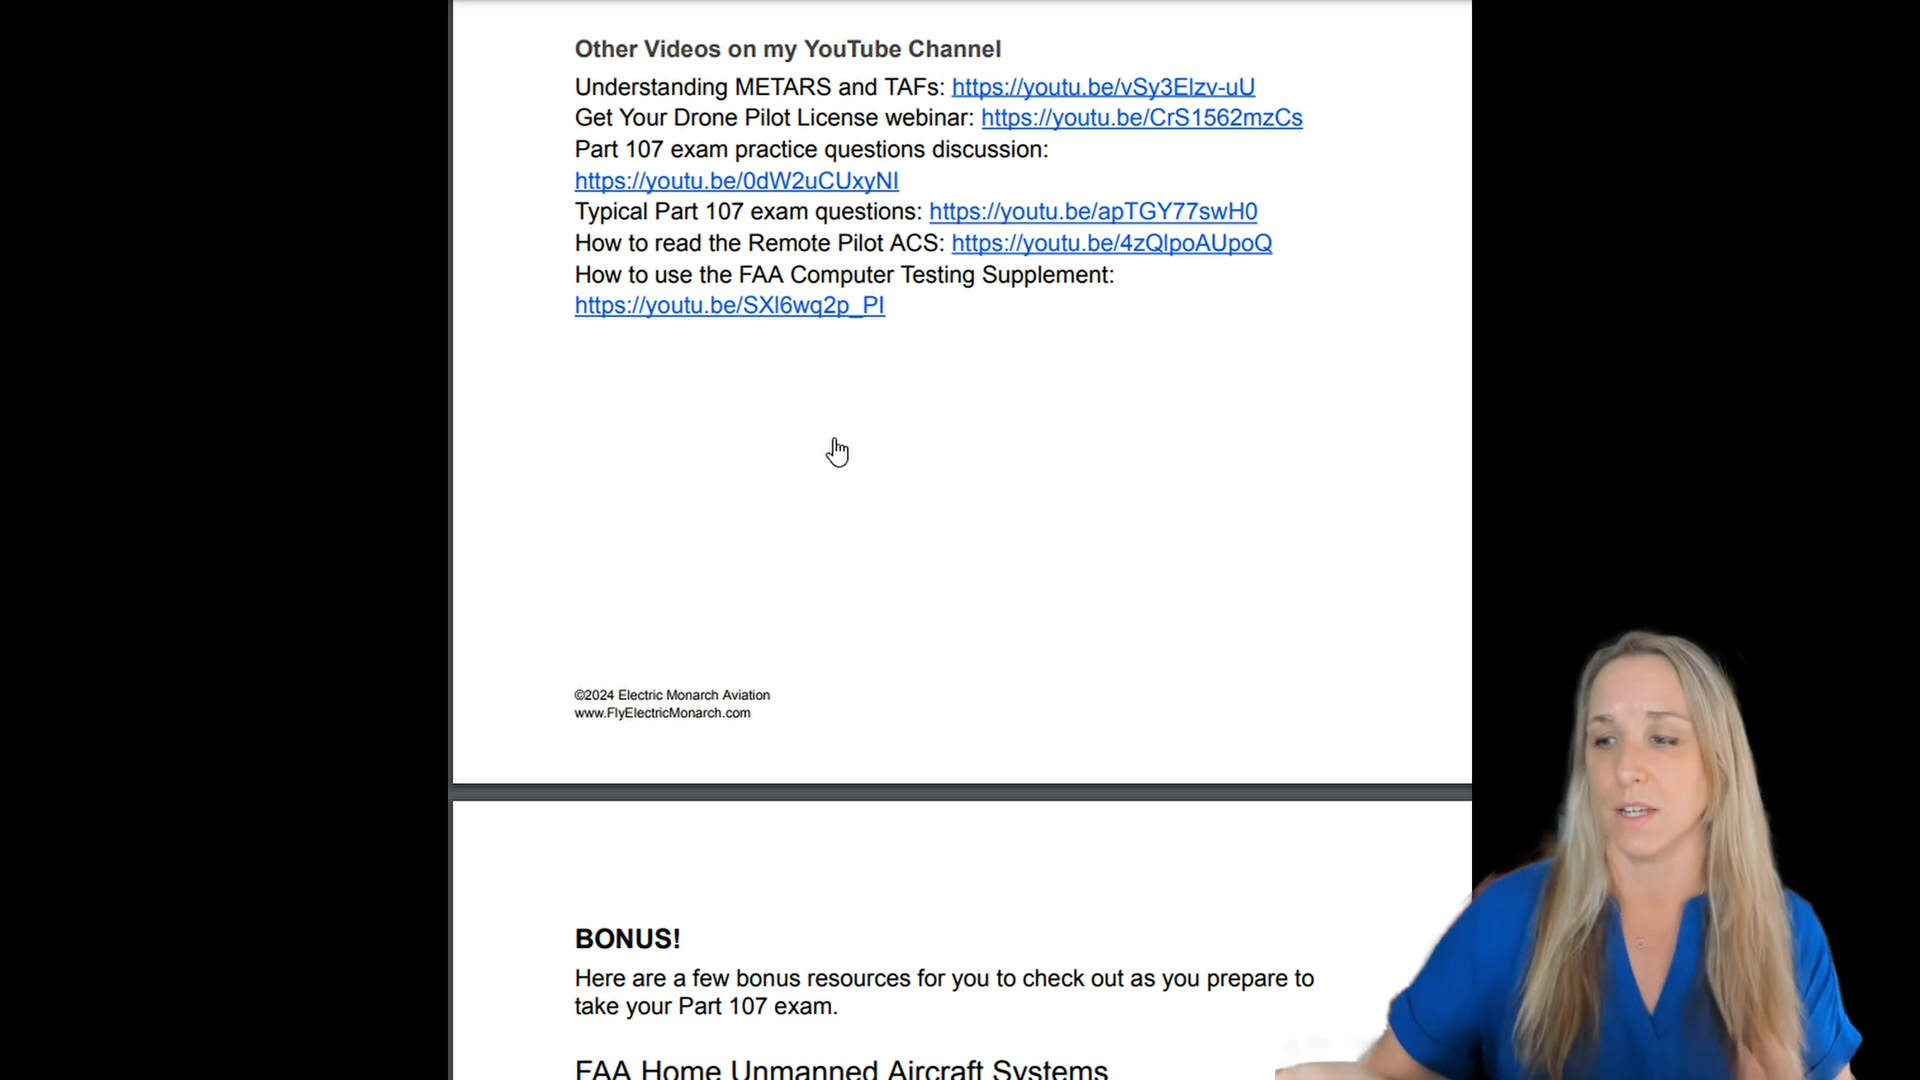 Other Videos on my YouTube Channel
Understanding METARS and TAFs: https://youtu.be/vSy3Elzv-uU
Get Your Drone Pilot License webinar: https://youtu.be/CrS1562mzCs
Part 107 exam practice questions discussion:
https://youtu.be/0dW2uCUxyNI
Typical Part 107 exam questions: https://youtu.be/apTGY77swH0
How to read the Remote Pilot ACS: https://youtu.be/4zQlpoAUpoQ
How to use the FAA Computer Testing Supplement:
https://youtu.be/SXl6wq2p_PI
©2024 Electric Monarch Aviation
www.FlyElectricMonarch.com
BONUS!
Here are a few bonus resources for you to check out as you prepare to
take your Part 107 exam.
FAA Home Unmanned Aircraft Systems